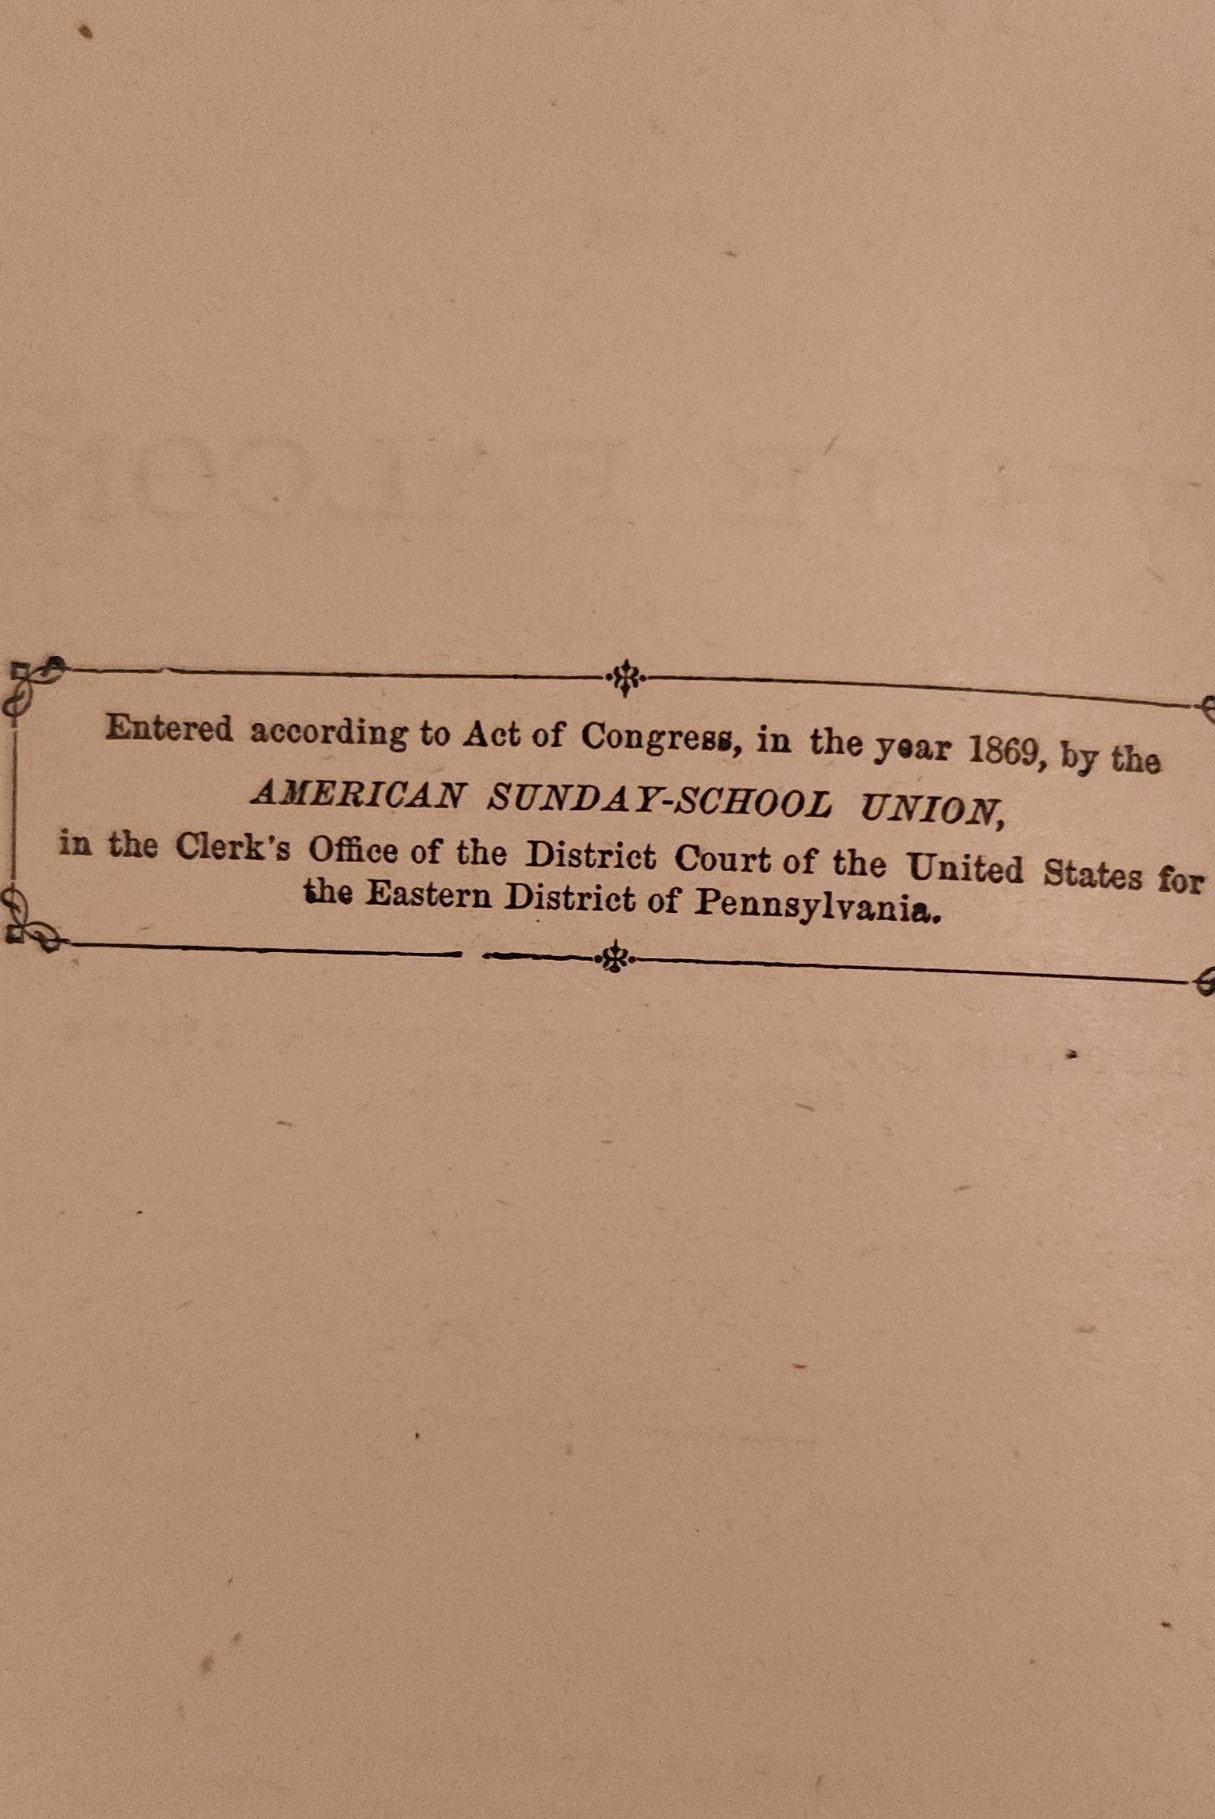 Entered according to Act of Congress, in the year 1869, by the
AMERICAN SUNDAY-SCHOOL UNION,
in the Clerk's Office of the District Court of the United States for
the Eastern District of Pennsylvania.